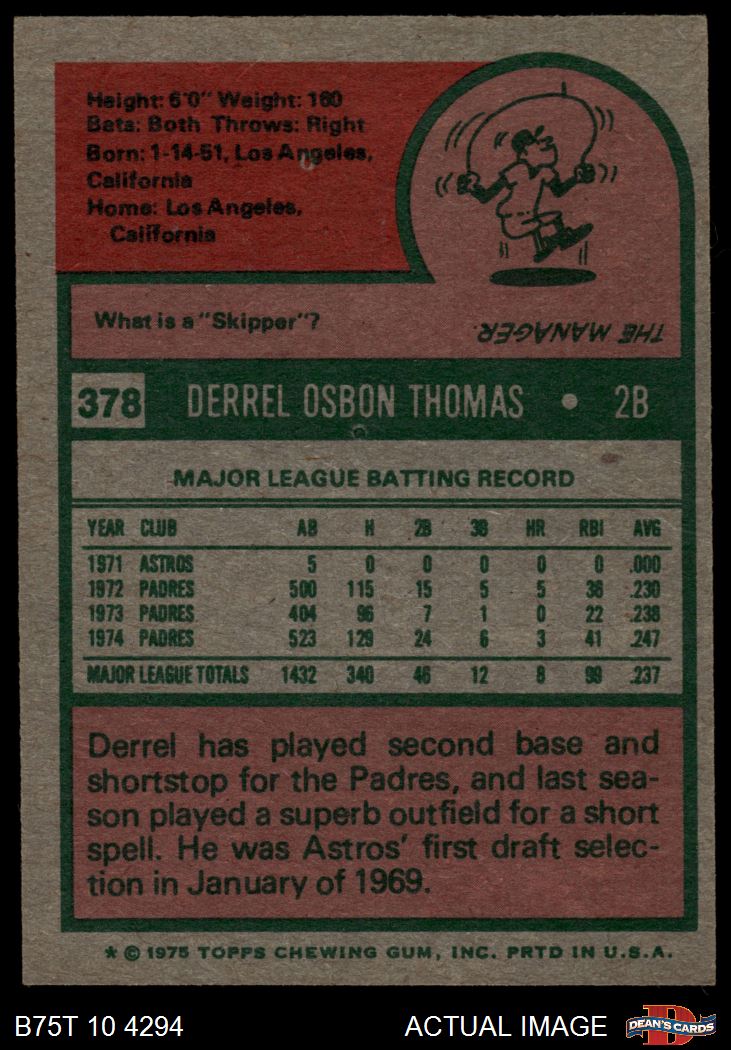 Height: 6'0" Weight: 160
Bats: Both Throws: Right
Born: 1-14-51, Los Angeles,
California
Home: Los Angeles,
California
What is a "Skipper"?
THE MANAGER.
378 DERREL OSBON THOMAS • 2B
MAJOR LEAGUE BATTING RECORD
YEAR CLUB AB H 2B 3B HR RBI AVG
1971 ASTROS 5 0 0 0 0 0 .000
1972 PADRES 500 115 15 5 5 36 .230
1973 PADRES 404 96 7 1 0 22 .238
1974 PADRES 523 129 24 6 3 41 .247
MAJOR LEAGUE TOTALS 1432 340 46 12 8 99 .237
Derrel has played second base and
shortstop for the Padres, and last sea-
son played a superb outfield for a short
spell. He was Astros' first draft selec-
tion in January of 1969.
* © 1975 TOPPS CHEWING GUM, INC. PRTD IN U.S.A.
B75T 10 4294 ACTUAL IMAGE DEAN'S CARDS